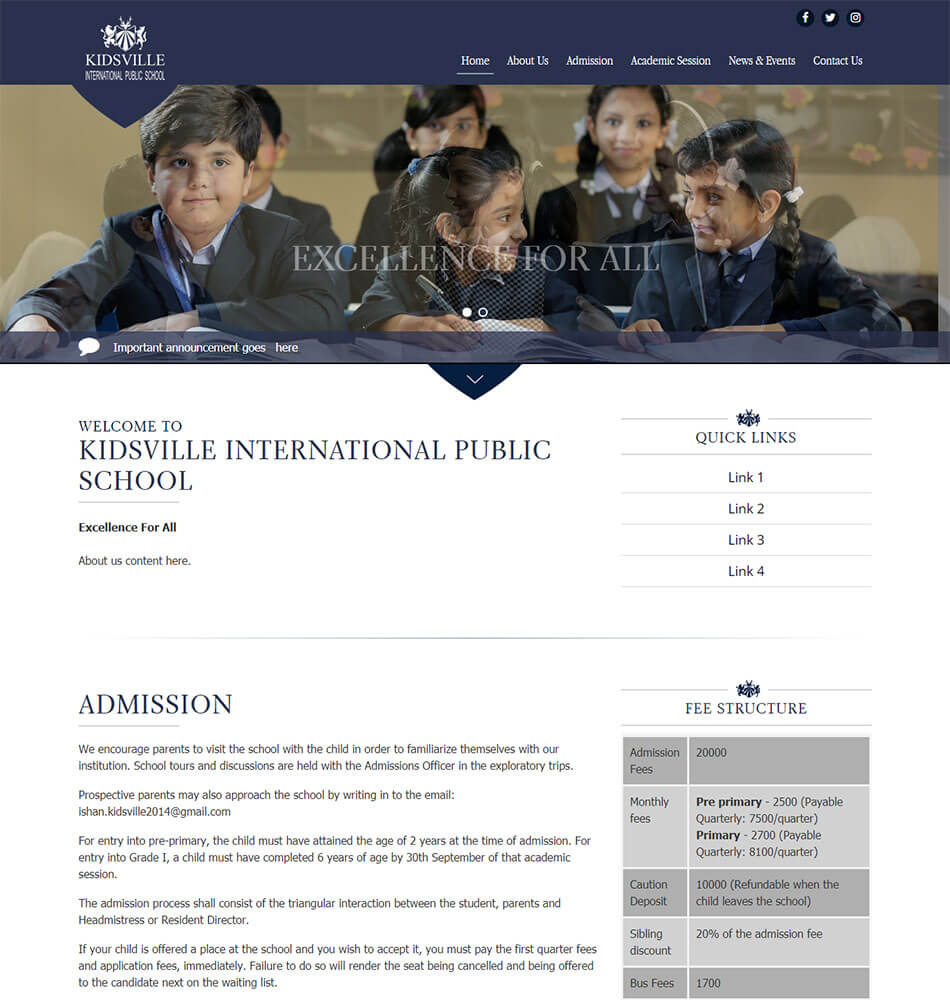 KIDSVILLE
INTERNATIONAL PUBLIC SCHOOL
Home About Us Admission Academic Session News & Events Contact Us
EXCELLENCE FOR ALL
Important announcement goes here
WELCOME TO
KIDSVILLE INTERNATIONAL PUBLIC
SCHOOL
Excellence For All
About us content here.
QUICK LINKS
Link 1
Link 2
Link 3
Link 4
ADMISSION
We encourage parents to visit the school with the child in order to familiarize themselves with our
institution. School tours and discussions are held with the Admissions Officer in the exploratory trips.
Prospective parents may also approach the school by writing in to the email:
ishan.kidsville2014@gmail.com
For entry into pre-primary, the child must have attained the age of 2 years at the time of admission. For
entry into Grade I, a child must have completed 6 years of age by 30th September of that academic
session.
The admission process shall consist of the triangular interaction between the student, parents and
Headmistress or Resident Director.
If your child is offered a place at the school and you wish to accept it, you must pay the first quarter fees
and application fees, immediately. Failure to do so will render the seat being cancelled and being offered
to the candidate next on the waiting list.
FEE STRUCTURE
Admission 20000
Fees
Monthly Pre primary - 2500 (Payable
fees Quarterly: 7500/quarter)
Primary - 2700 (Payable
Quarterly: 8100/quarter)
Caution 10000 (Refundable when the
Deposit child leaves the school)
Sibling 20% of the admission fee
discount
Bus Fees 1700